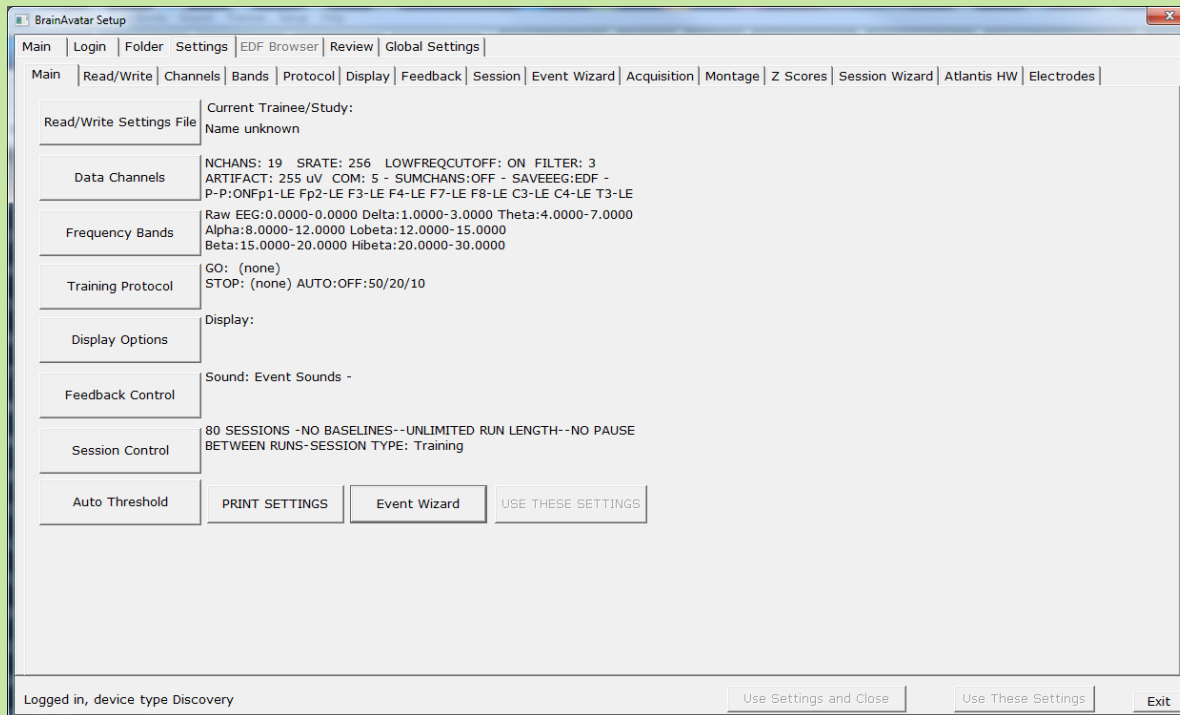 BrainAvatar Setup
Main Login Folder Settings EDF Browser Review Global Settings
Main Read/Write Channels Bands Protocol Display Feedback Session Event Wizard Acquisition Montage Z Scores Session Wizard Atlantis HW Electrodes
Read/Write Settings File
Current Trainee/Study:
Name unknown
Data Channels
NCHANS: 19 SRATE: 256 LOWFREQCUTOFF: ON FILTER: 3
ARTIFACT: 255 uV COM: 5 - SUMCHANS:OFF - SAVEEEG:EDF -
P-P:ONFp1-LE Fp2-LE F3-LE F4-LE F7-LE F8-LE C3-LE C4-LE T3-LE
Frequency Bands
Raw EEG:0.0000-0.0000 Delta:1.0000-3.0000 Theta:4.0000-7.0000
Alpha:8.0000-12.0000 Lobeta:12.0000-15.0000
Beta:15.0000-20.0000 Hibeta:20.0000-30.0000
Training Protocol
GO: (none)
STOP: (none) AUTO:OFF:50/20/10
Display Options
Display:
Feedback Control
Sound: Event Sounds -
Session Control
80 SESSIONS -NO BASELINES--UNLIMITED RUN LENGTH--NO PAUSE
BETWEEN RUNS-SESSION TYPE: Training
Auto Threshold PRINT SETTINGS Event Wizard USE THESE SETTINGS
Logged in, device type Discovery Use Settings and Close Use These Settings Exit